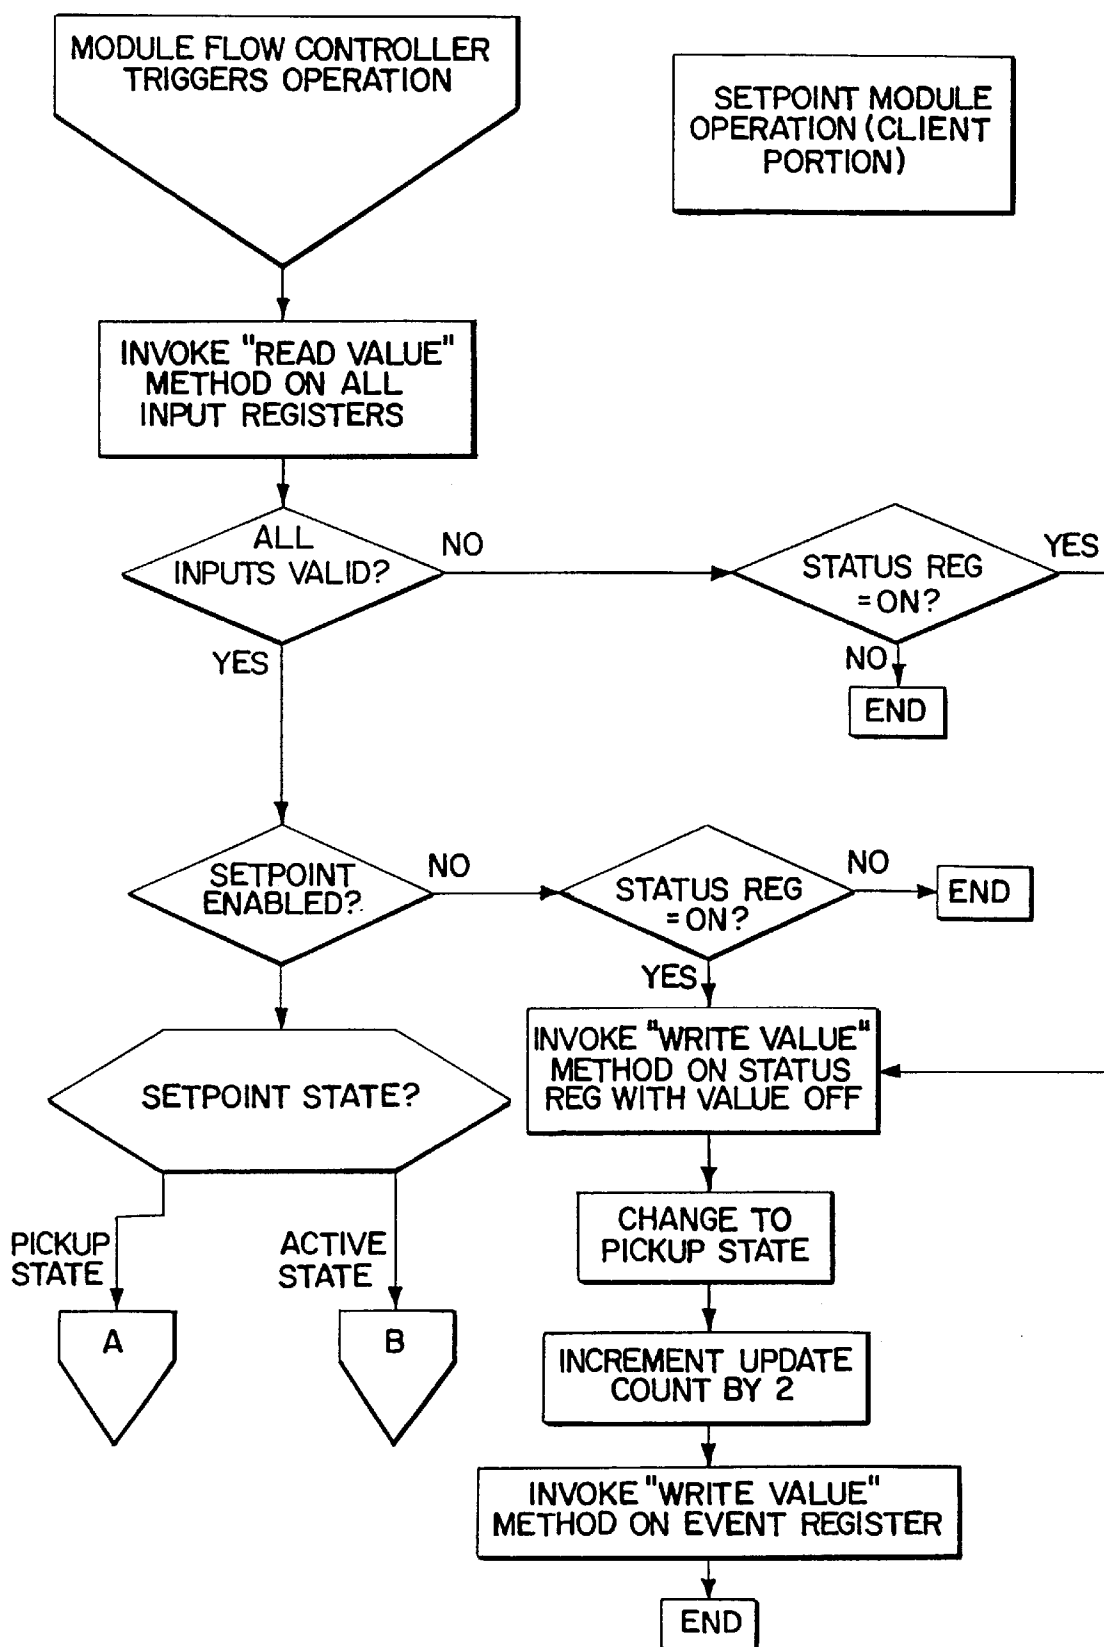 MODULE FLOW CONTROLLER
TRIGGERS OPERATION
SETPOINT MODULE
OPERATION (CLIENT
PORTION)
INVOKE "READ VALUE"
METHOD ON ALL
INPUT REGISTERS
ALL
INPUTS VALID?
NO
STATUS REG
=ON?
YES
YES
NO
END
SETPOINT
ENABLED?
NO
STATUS REG
=ON?
NO
END
YES
INVOKE "WRITE VALUE"
METHOD ON STATUS
REG WITH VALUE OFF
SETPOINT STATE?
CHANGE TO
PICKUP STATE
PICKUP
STATE
ACTIVE
STATE
A
B
INCREMENT UPDATE
COUNT BY 2
INVOKE "WRITE VALUE"
METHOD ON EVENT REGISTER
END